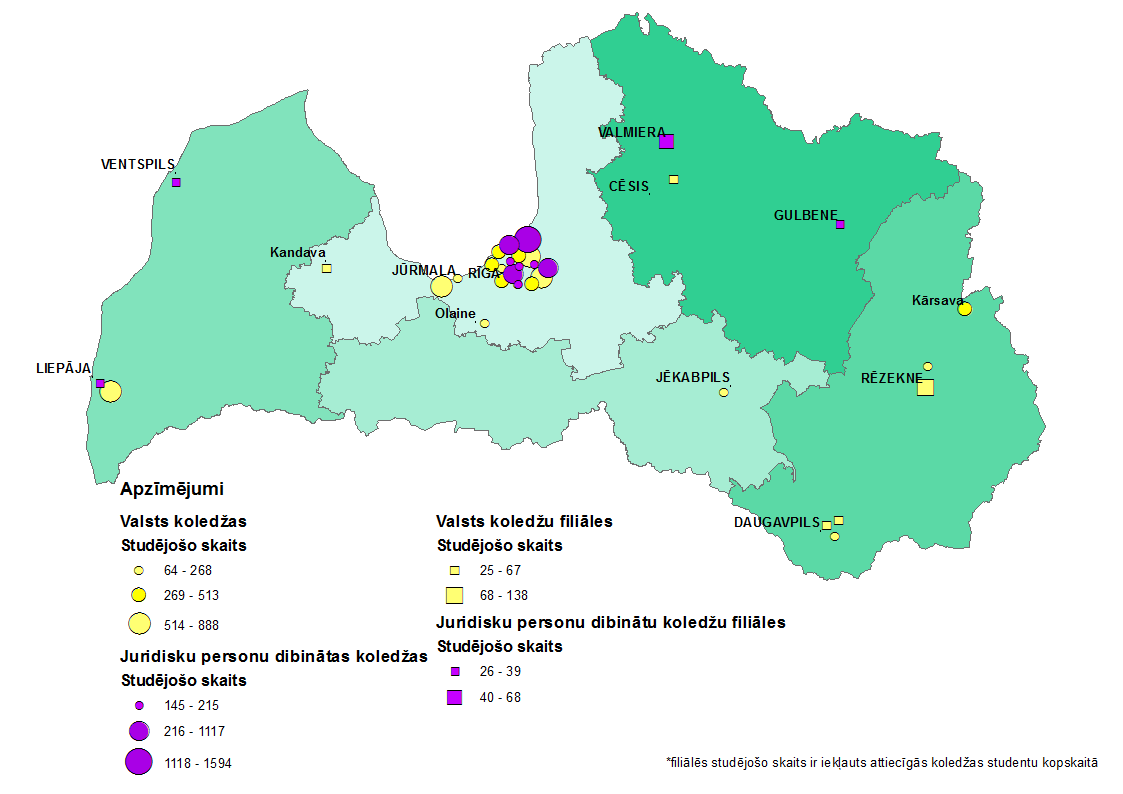 VALMIERA
VENTSPILS
CĒSIS
GULBENE
Kandava
JŪRMALA
RĪGA
Kārsava
Olaine
LIEPĀJA
JĒKABPILS
RĒZEKNE
DAUGAVPILS
Apzīmējumi
Valsts koledžas
Studējošo skaits
64 - 268
269 - 513
514 - 888
Juridisku personu dibinātas koledžas
Studējošo skaits
145 - 215
216 - 1117
1118 - 1594
Valsts koledžu filiāles
Studējošo skaits
25 - 67
68 - 138
Juridisku personu dibinātu koledžu filiāles
Studējošo skaits
26 - 39
40 - 68
*filiālēs studējošo skaits ir iekļauts attiecīgās koledžas studentu kopskaitā